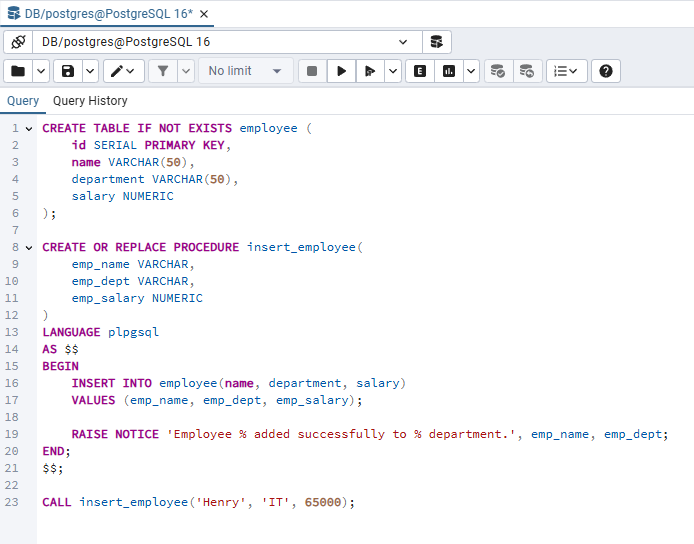 DB/postgres@PostgreSQL 16*
DB/postgres@PostgreSQL 16
No limit
E
Query Query History
1 CREATE TABLE IF NOT EXISTS employee (
2     id SERIAL PRIMARY KEY,
3     name VARCHAR(50),
4     department VARCHAR(50),
5     salary NUMERIC
6 );
7
8 CREATE OR REPLACE PROCEDURE insert_employee(
9     emp_name VARCHAR,
10     emp_dept VARCHAR,
11     emp_salary NUMERIC
12 )
13 LANGUAGE plpgsql
14 AS $$
15 BEGIN
16     INSERT INTO employee(name, department, salary)
17     VALUES (emp_name, emp_dept, emp_salary);
18
19     RAISE NOTICE 'Employee % added successfully to % department.', emp_name, emp_dept;
20 END;
21 $$;
22
23 CALL insert_employee('Henry', 'IT', 65000);